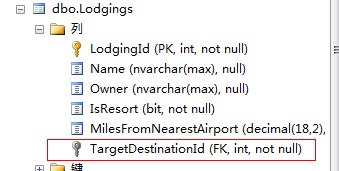 dbo.Lodgings
列
LodgingId (PK, int, not null)
Name (nvarchar(max), null)
Owner (nvarchar(max), null)
IsResort (bit, not null)
MilesFromNearestAirport (decimal(18,2),
TargetDestinationId (FK, int, not null)
键